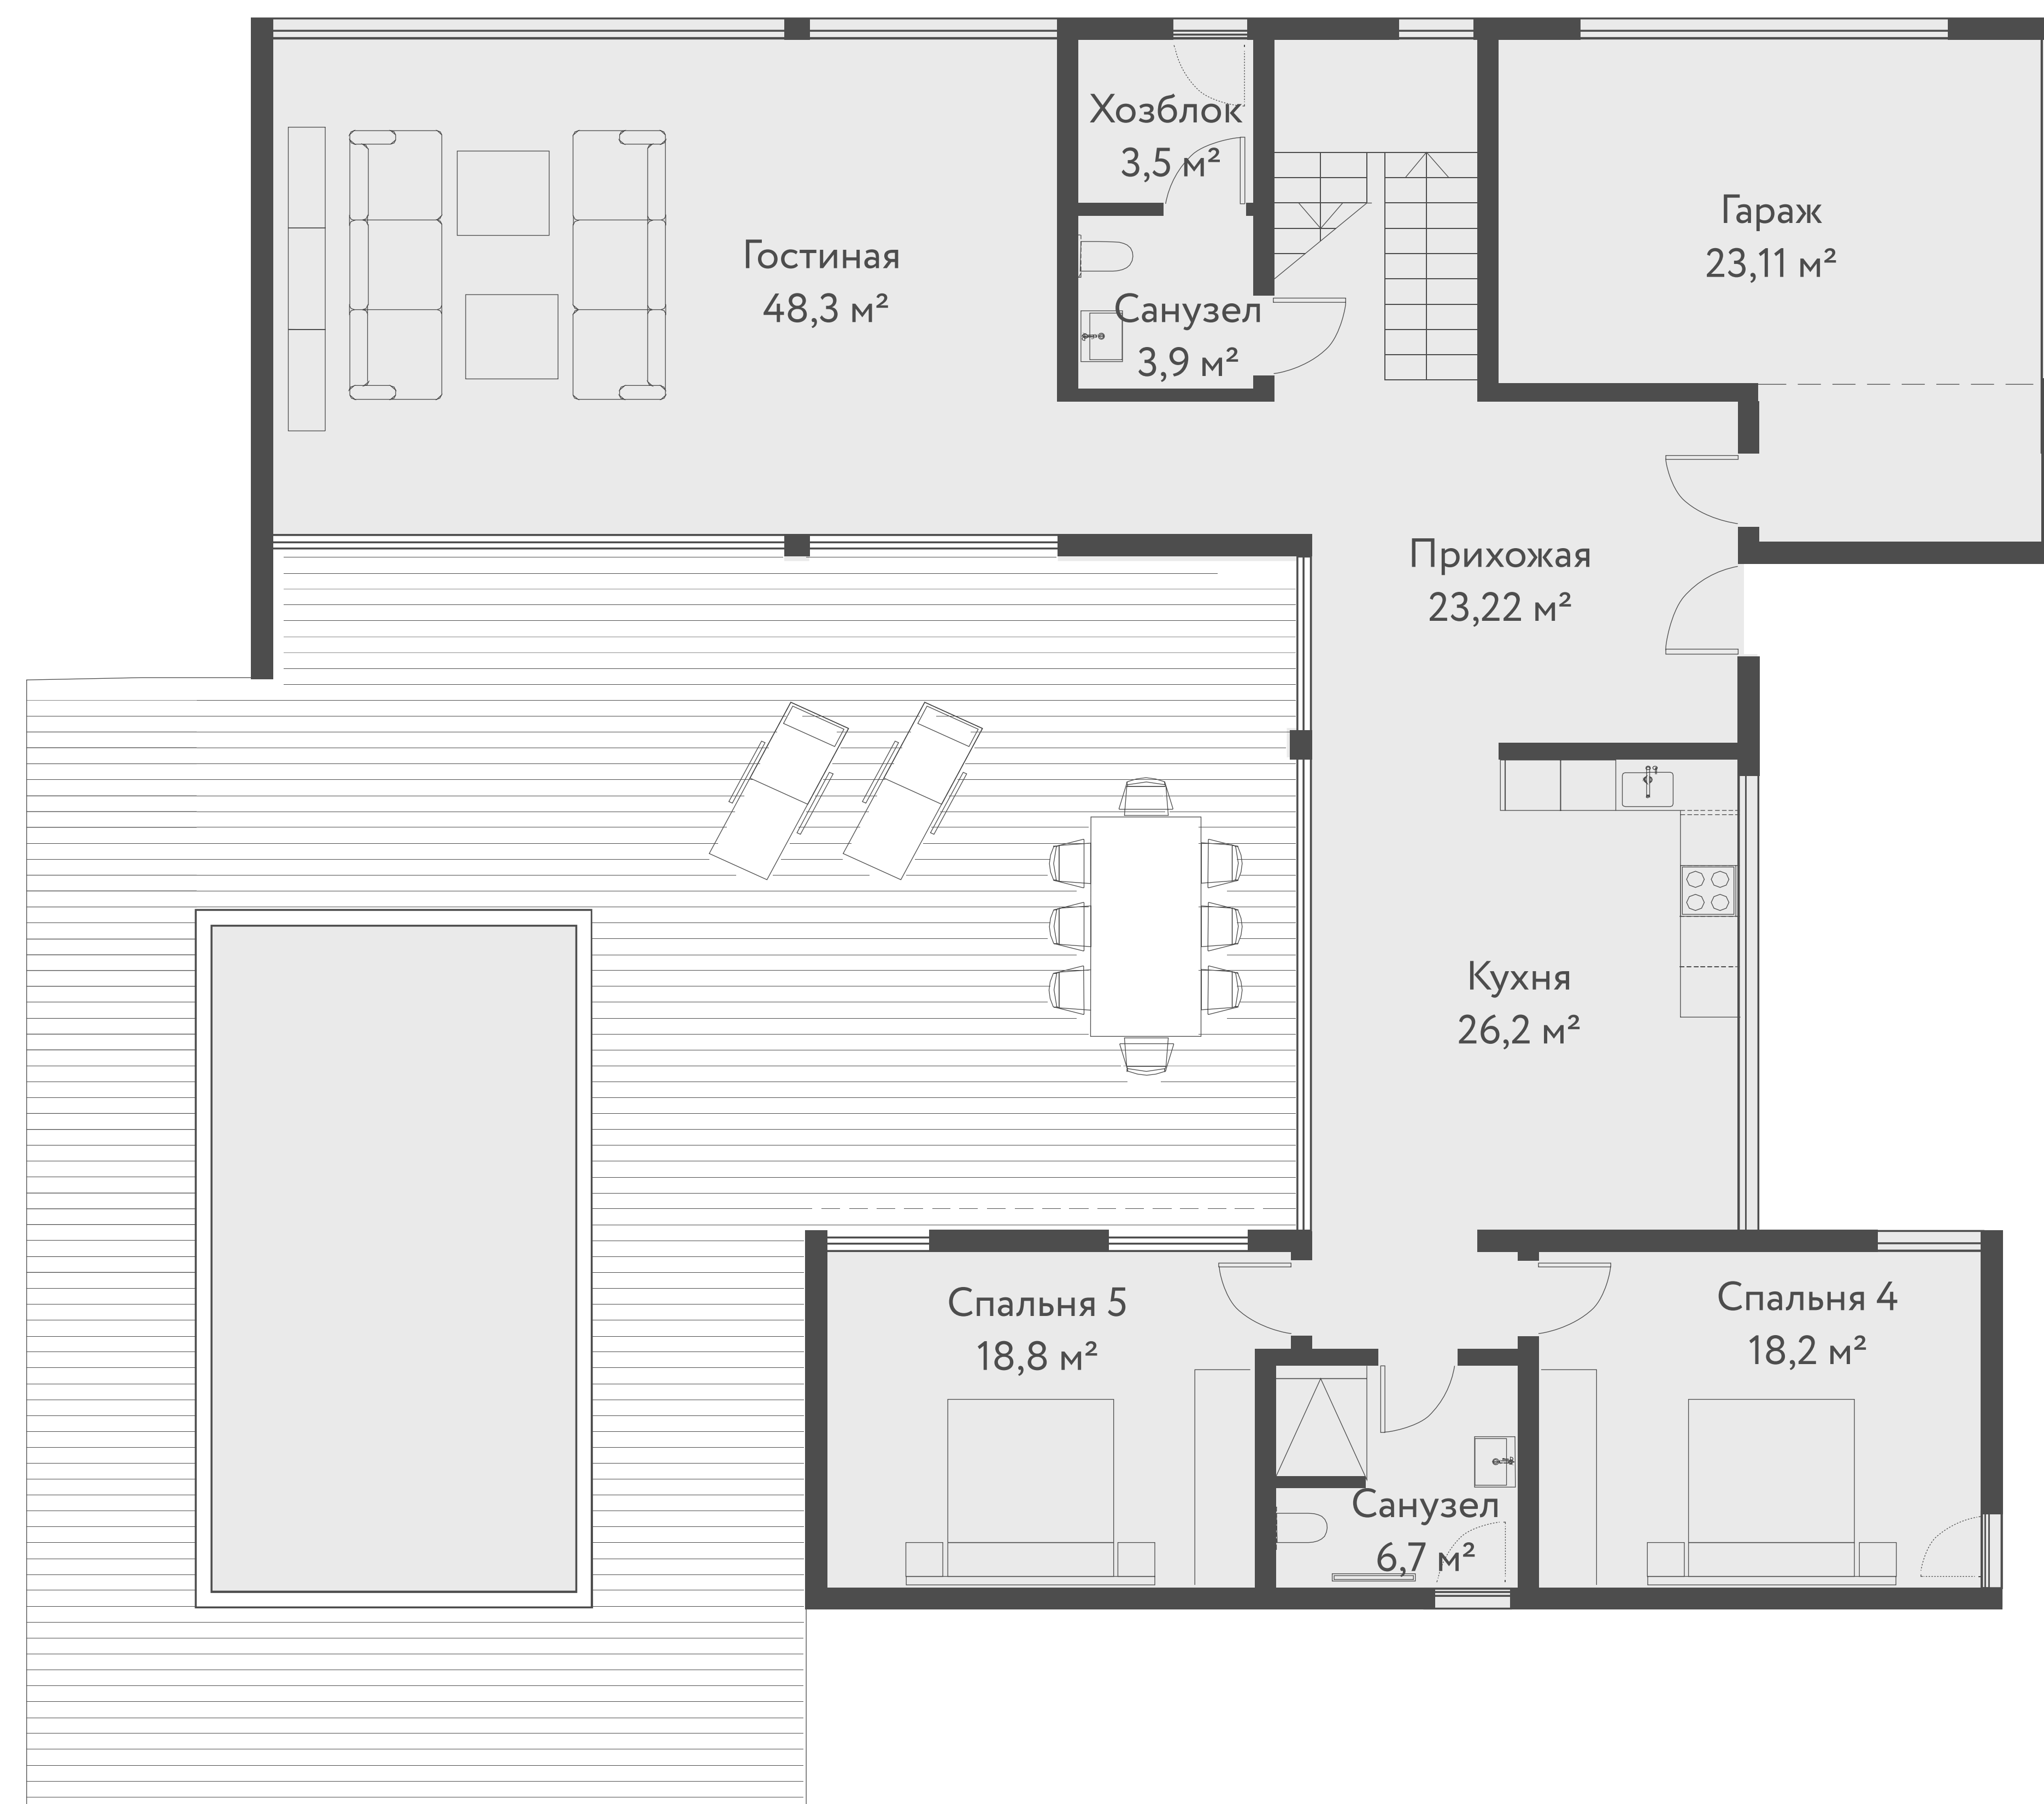 Хозблок
3,5 м²
Гараж
23,11 м²
Гостиная
48,3 м²
Санузел
3,9 м²
Прихожая
23,22 м²
Кухня
26,2 м²
Спальня 5
18,8 м²
Спальня 4
18,2 м²
Санузел
6,7 м²